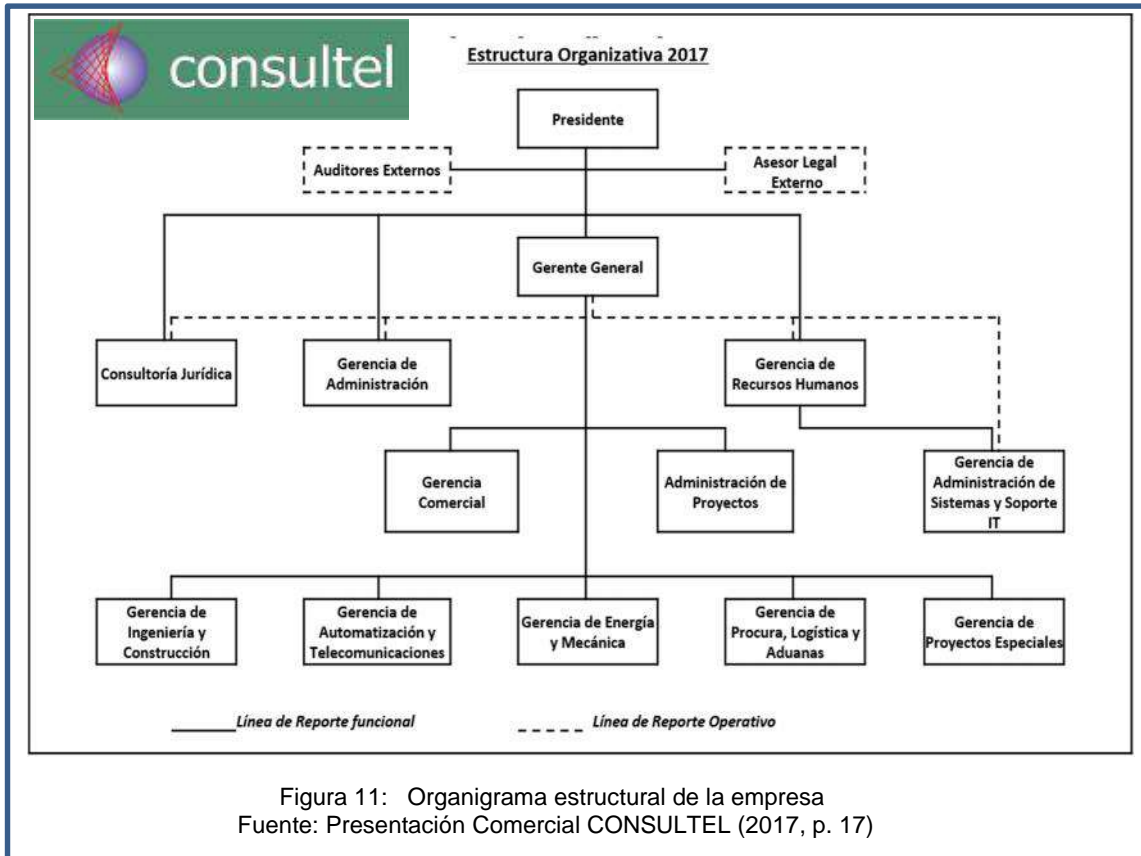 consultel
Estructura Organizativa 2017
Presidente
Auditores Externos
Asesor Legal
Externo
Gerente General
Consultoría Jurídica
Gerencia de
Administración
Gerencia de
Recursos Humanos
Gerencia
Comercial
Administración de
Proyectos
Gerencia de
Administración de
Sistemas y Soporte
IT
Gerencia de
Ingeniería y
Construcción
Gerencia de
Automatización y
Telecomunicaciones
Gerencia de Energía
y Mecánica
Gerencia de
Procura, Logística y
Aduanas
Gerencia de
Proyectos Especiales
Línea de Reporte funcional
Línea de Reporte Operativo
Figura 11: Organigrama estructural de la empresa
Fuente: Presentación Comercial CONSULTEL (2017, p. 17)